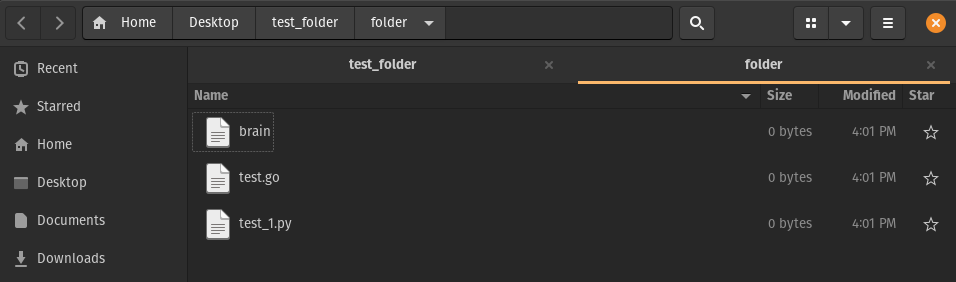 Home Desktop test_folder folder
Recent
Starred
Home
Desktop
Documents
Downloads
test_folder folder
Name Size Modified Star
brain 0 bytes 4:01 PM
test.go 0 bytes 4:01 PM
test_1.py 0 bytes 4:01 PM